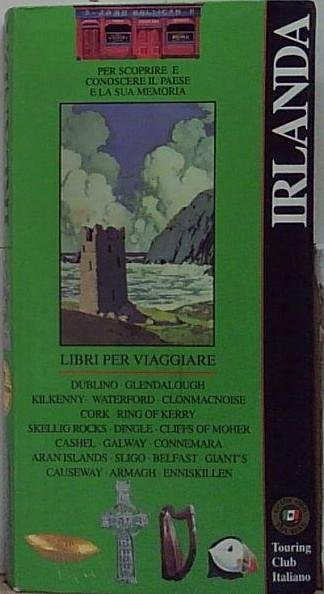 JOHN MULLIGAN
PER SCOPRIRE E
CONOSCERE IL PAESE
E LA SUA MEMORIA
IRLANDA
LIBRI PER VIAGGIARE
DUBLINO · GLENDALOUGH
KILKENNY · WATERFORD · CLONMACNOISE
CORK · RING OF KERRY
SKELLIG ROCKS · DINGLE · CLIFFS OF MOHER
CASHEL · GALWAY · CONNEMARA
ARAN ISLANDS · SLIGO · BELFAST · GIANT'S
CAUSEWAY · ARMAGH · ENNISKILLEN
Touring
Club
Italiano